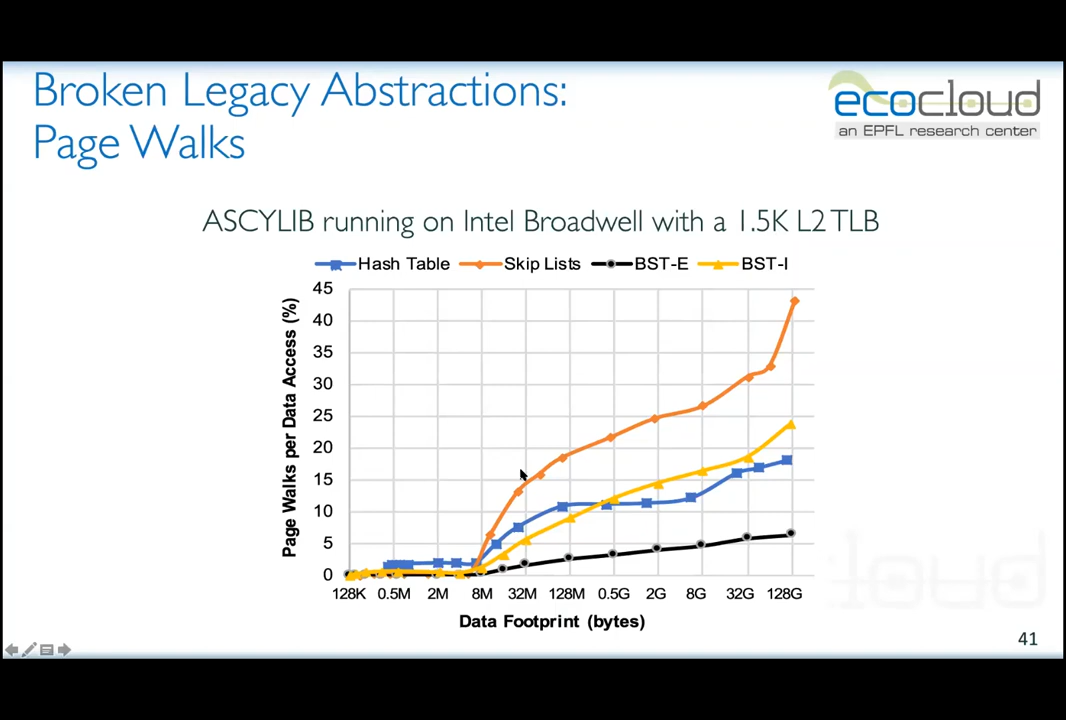 Broken Legacy Abstractions:
Page Walks
ecocloud
an EPFL research center
ASCYLIB running on Intel Broadwell with a 1.5K L2 TLB
Hash Table Skip Lists BST-E BST-I
Page Walks per Data Access (%)
45
40
35
30
25
20
15
10
5
0
128K 0.5M 2M 8M 32M 128M 0.5G 2G 8G 32G 128G
Data Footprint (bytes)
41